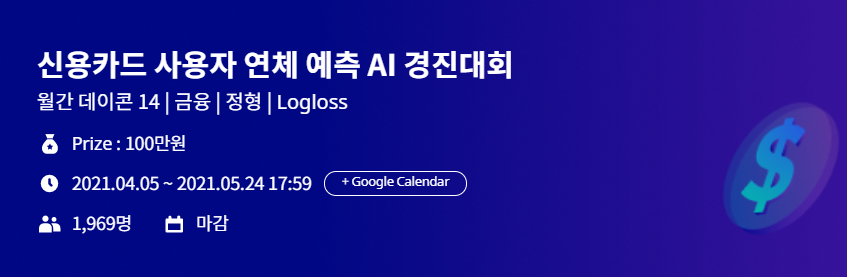 신용카드 사용자 연체 예측 AI 경진대회
월간 데이콘 14 | 금융 | 정형 | Logloss
Prize : 100만원
2021.04.05 ~ 2021.05.24 17:59 + Google Calendar
1,969명 마감